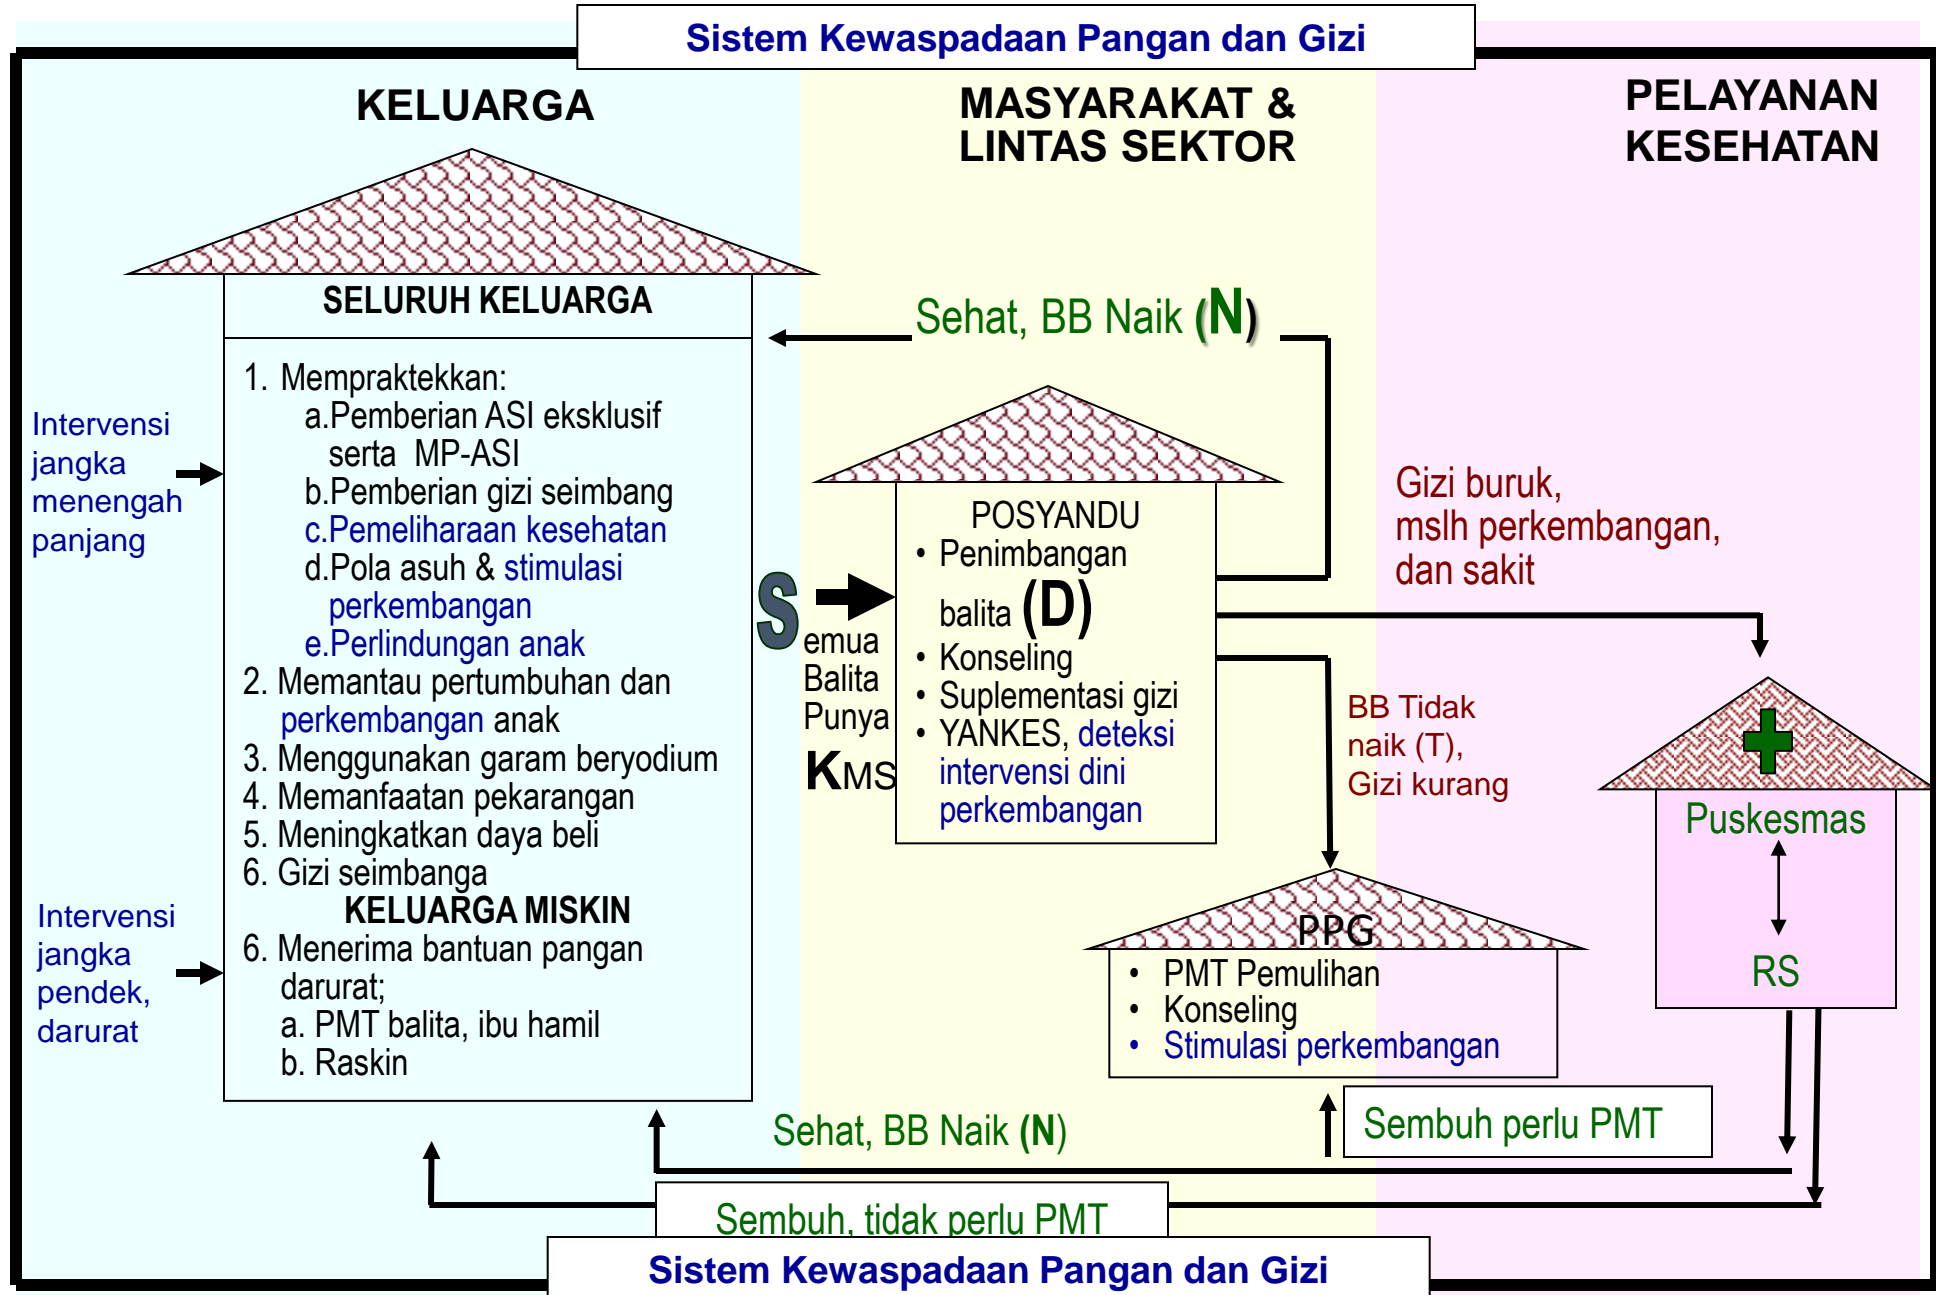 Sistem Kewaspadaan Pangan dan Gizi
KELUARGA
MASYARAKAT &
LINTAS SEKTOR
PELAYANAN
KESEHATAN
Intervensi
jangka
menengah
panjang
Intervensi
jangka
pendek,
darurat
SELURUH KELUARGA
1. Mempraktekkan:
a.Pemberian ASI eksklusif
serta MP-ASI
b.Pemberian gizi seimbang
c.Pemeliharaan kesehatan
d.Pola asuh & stimulasi
perkembangan
e.Perlindungan anak
2. Memantau pertumbuhan dan
perkembangan anak
3. Menggunakan garam beryodium
4. Memanfaatan pekarangan
5. Meningkatkan daya beli
6. Gizi seimbanga
KELUARGA MISKIN
6. Menerima bantuan pangan
darurat;
a. PMT balita, ibu hamil
b. Raskin
Semua
Balita
Punya
KMS
Sehat, BB Naik (N)
POSYANDU
• Penimbangan
balita (D)
• Konseling
• Suplementasi gizi
• YANKES, deteksi
intervensi dini
perkembangan
Gizi buruk,
mslh perkembangan,
dan sakit
BB Tidak
naik (T),
Gizi kurang
Puskesmas
RS
PPG
• PMT Pemulihan
• Konseling
• Stimulasi perkembangan
Sembuh perlu PMT
Sehat, BB Naik (N)
Sembuh, tidak perlu PMT
Sistem Kewaspadaan Pangan dan Gizi